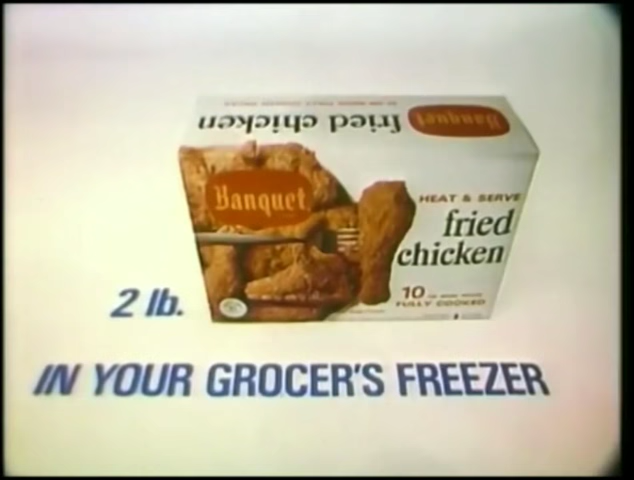 fried chicken Banquet
Banquet
HEAT & SERVE
fried
chicken
10
FULLY COOKED
2 lb.
IN YOUR GROCER'S FREEZER